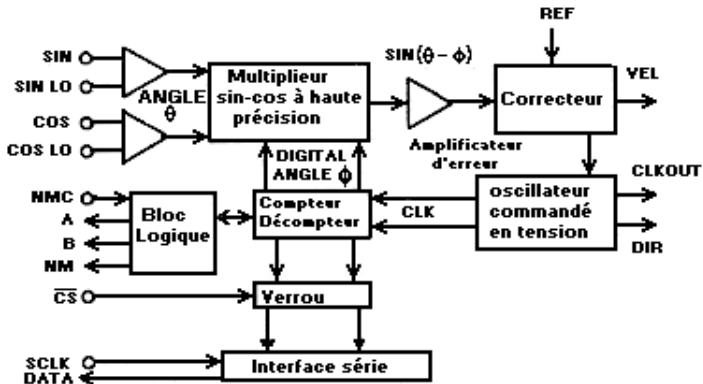 REF
SIN
SIN LO
COS
COS LO
ANGLE
θ
Multiplieur
sin-cos à haute
précision
SIN(θ-ϕ)
Correcteur
VEL
Amplificateur
d'erreur
DIGITAL
ANGLE ϕ
NMC
A
B
NM
Bloc
Logique
Compteur
Décompteur
CLK
oscillateur
commandé
en tension
CLKOUT
DIR
CS
Verrou
SCLK
DATA
Interface série